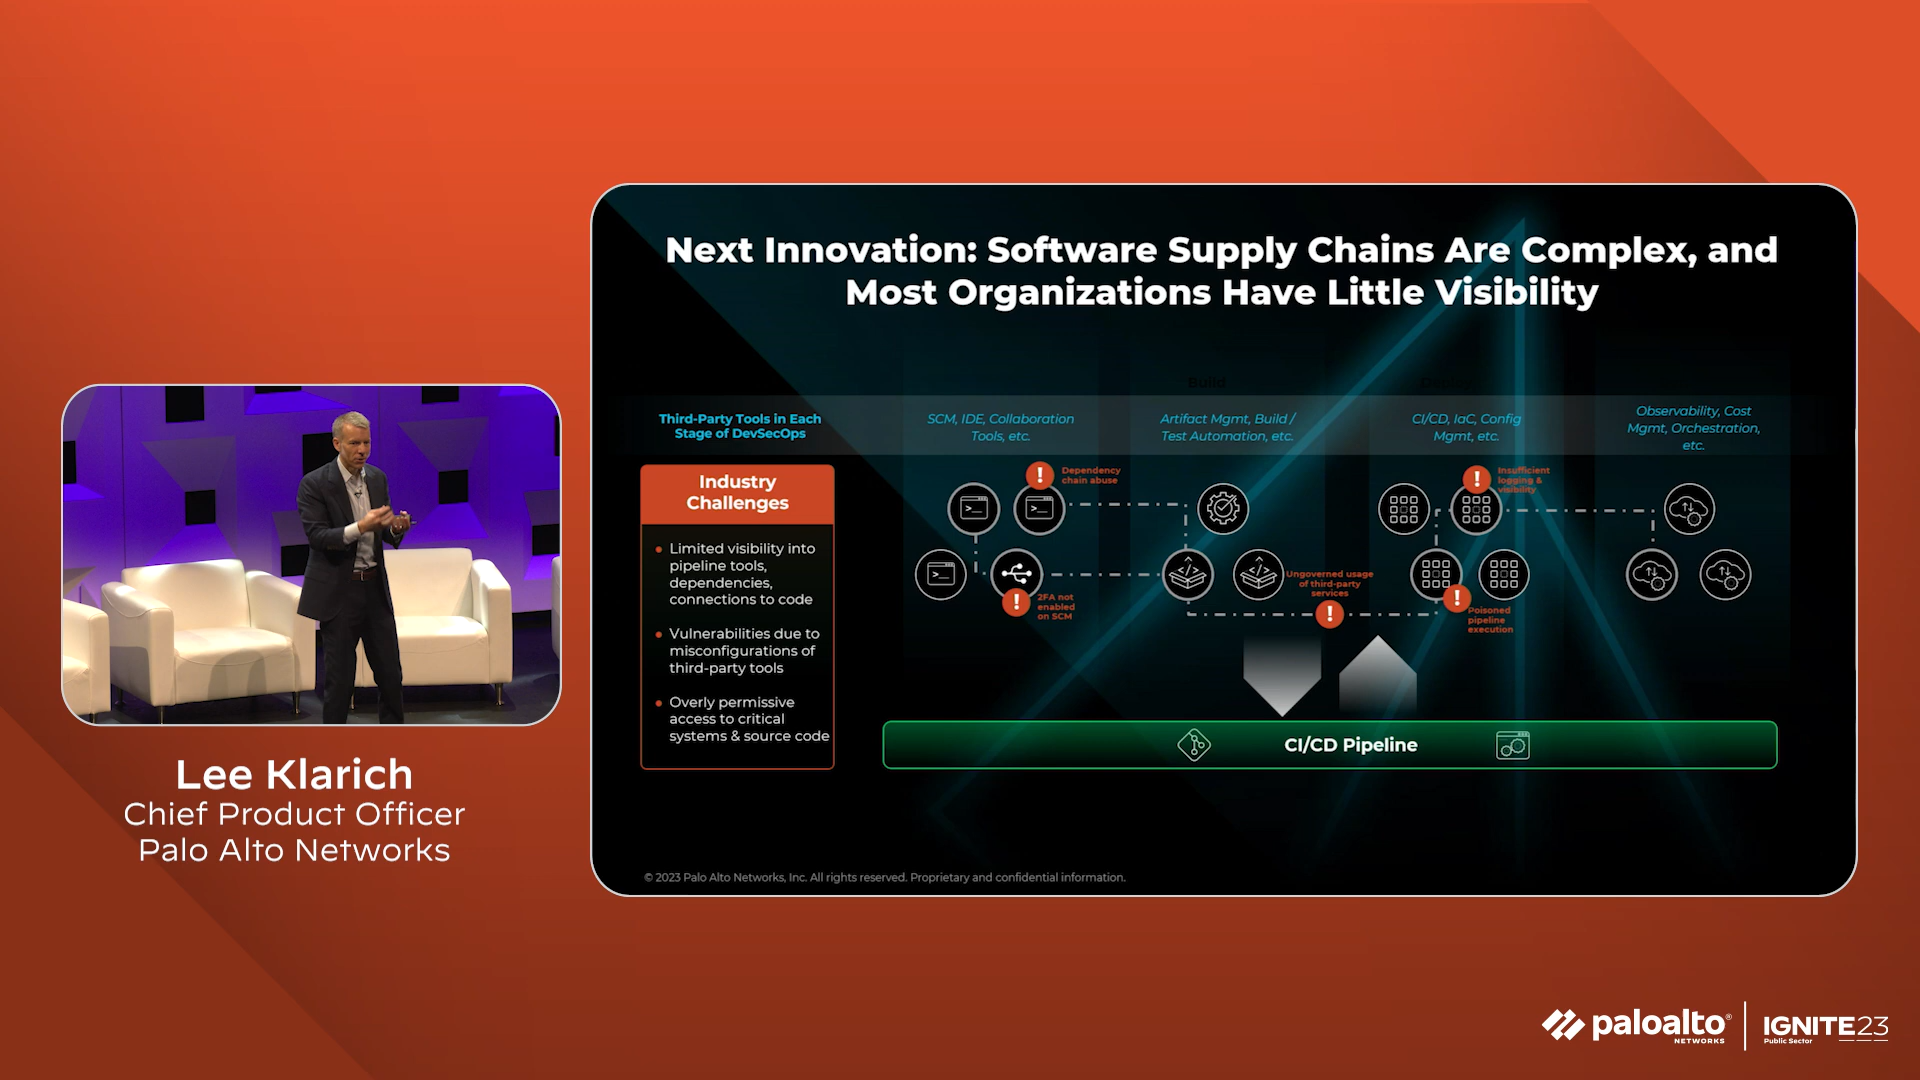 Next Innovation: Software Supply Chains Are Complex, and
Most Organizations Have Little Visibility
Build
Third-Party Tools in Each
Stage of DevSecOps
SCM, IDE, Collaboration
Tools, etc.
Artifact Mgmt, Build /
Test Automation, etc.
CI/CD, IaC, Config
Mgmt, etc.
Observability, Cost
Mgmt, Orchestration,
etc.
Industry
Challenges
Limited visibility into
pipeline tools,
dependencies,
connections to code
Vulnerabilities due to
misconfigurations of
third-party tools
Overly permissive
access to critical
systems & source code
Dependency
chain abuse
2FA not
enabled
on SCM
Ungoverned usage
of third-party
services
Insufficient
logging &
visibility
Poisoned
pipeline
execution
CI/CD Pipeline
© 2023 Palo Alto Networks, Inc. All rights reserved. Proprietary and confidential information.
Lee Klarich
Chief Product Officer
Palo Alto Networks
paloalto®
NETWORKS
IGNITE23
Public Sector